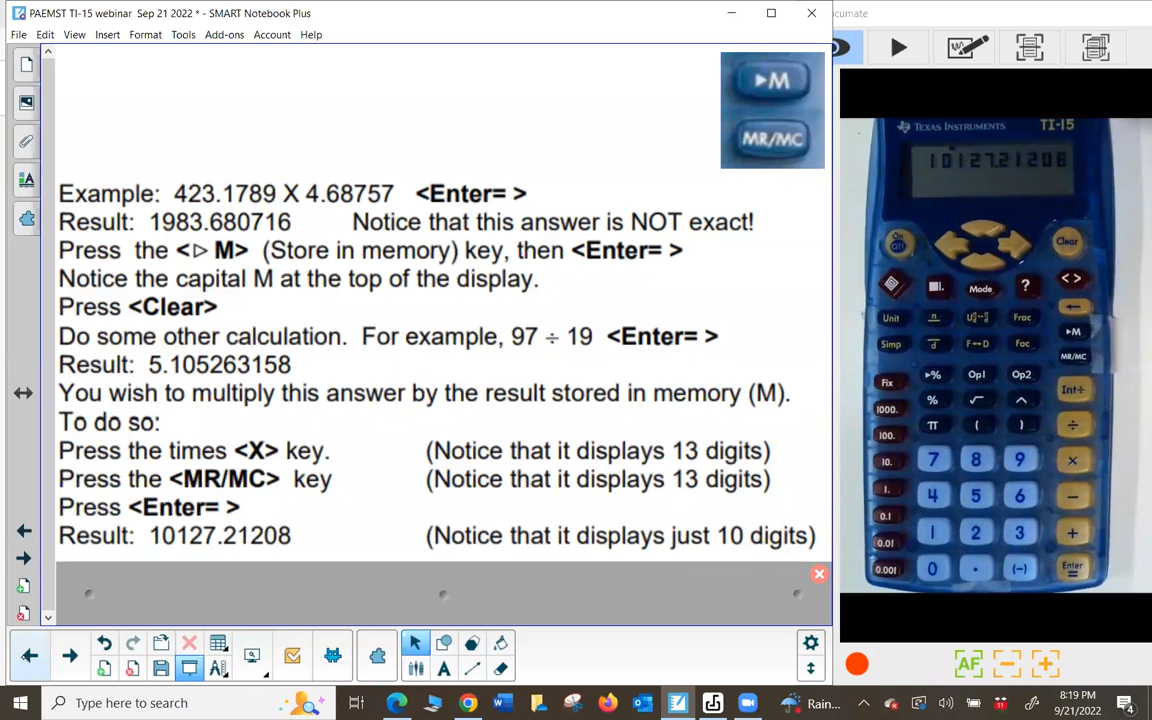 PAEMST TI-15 webinar Sep 21 2022 * - SMART Notebook Plus
File Edit View Insert Format Tools Add-ons Account Help
▸M
MR/MC
Example: 423.1789 X 4.68757 <Enter= >
Result: 1983.680716 Notice that this answer is NOT exact!
Press the <▷ M> (Store in memory) key, then <Enter= >
Notice the capital M at the top of the display.
Press <Clear>
Do some other calculation. For example, 97 ÷ 19 <Enter= >
Result: 5.105263158
You wish to multiply this answer by the result stored in memory (M).
To do so:
Press the times <X> key. (Notice that it displays 13 digits)
Press the <MR/MC> key (Notice that it displays 13 digits)
Press <Enter= >
Result: 10127.21208 (Notice that it displays just 10 digits)
TEXAS INSTRUMENTS TI-15
10127.21208
On/Off Clear
Mode ? < >
Unit n U n/d↔n/d Frac ←
▸M
Simp d F↔D Fac
MR/MC
▸% Op1 Op2
Fix Int÷
% √ ^
1000.
π ( ) ÷
100.
7 8 9 ×
10.
4 5 6 −
1.
0.1
1 2 3 +
0.01
0 . (−) Enter =
0.001
AF
Type here to search
Rain...
8:19 PM
9/21/2022
4